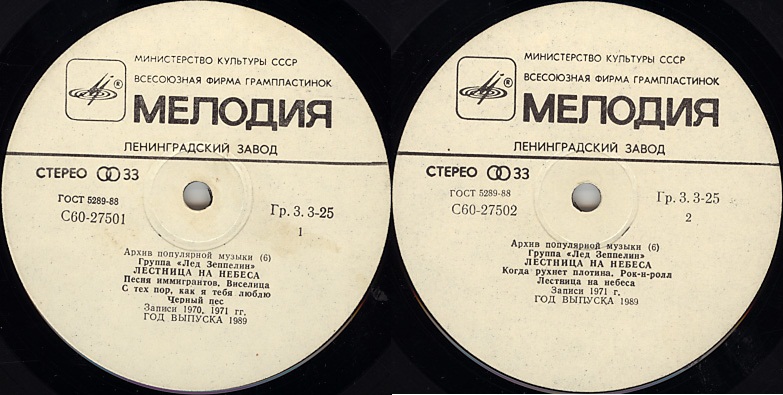 МИНИСТЕРСТВО КУЛЬТУРЫ СССР
ВСЕСОЮЗНАЯ ФИРМА ГРАМПЛАСТИНОК
®
МЕЛОДИЯ
ЛЕНИНГРАДСКИЙ ЗАВОД
СТЕРЕО 33
ГОСТ 5289-88
С60-27501
Гр. 3. 3-25
1
Архив популярной музыки (6)
Группа «Лед Зеппелин»
ЛЕСТНИЦА НА НЕБЕСА
Песня иммигрантов. Виселица
С тех пор, как я тебя люблю
Черный пес
Записи 1970, 1971 гг.
ГОД ВЫПУСКА 1989
МИНИСТЕРСТВО КУЛЬТУРЫ СССР
ВСЕСОЮЗНАЯ ФИРМА ГРАМПЛАСТИНОК
®
МЕЛОДИЯ
ЛЕНИНГРАДСКИЙ ЗАВОД
СТЕРЕО 33
ГОСТ 5289-88
С60-27502
Гр. 3. 3-25
2
Архив популярной музыки (6)
Группа «Лед Зеппелин»
ЛЕСТНИЦА НА НЕБЕСА
Когда рухнет плотина. Рок-н-ролл
Лестница на небеса
Записи 1971 г.
ГОД ВЫПУСКА 1989